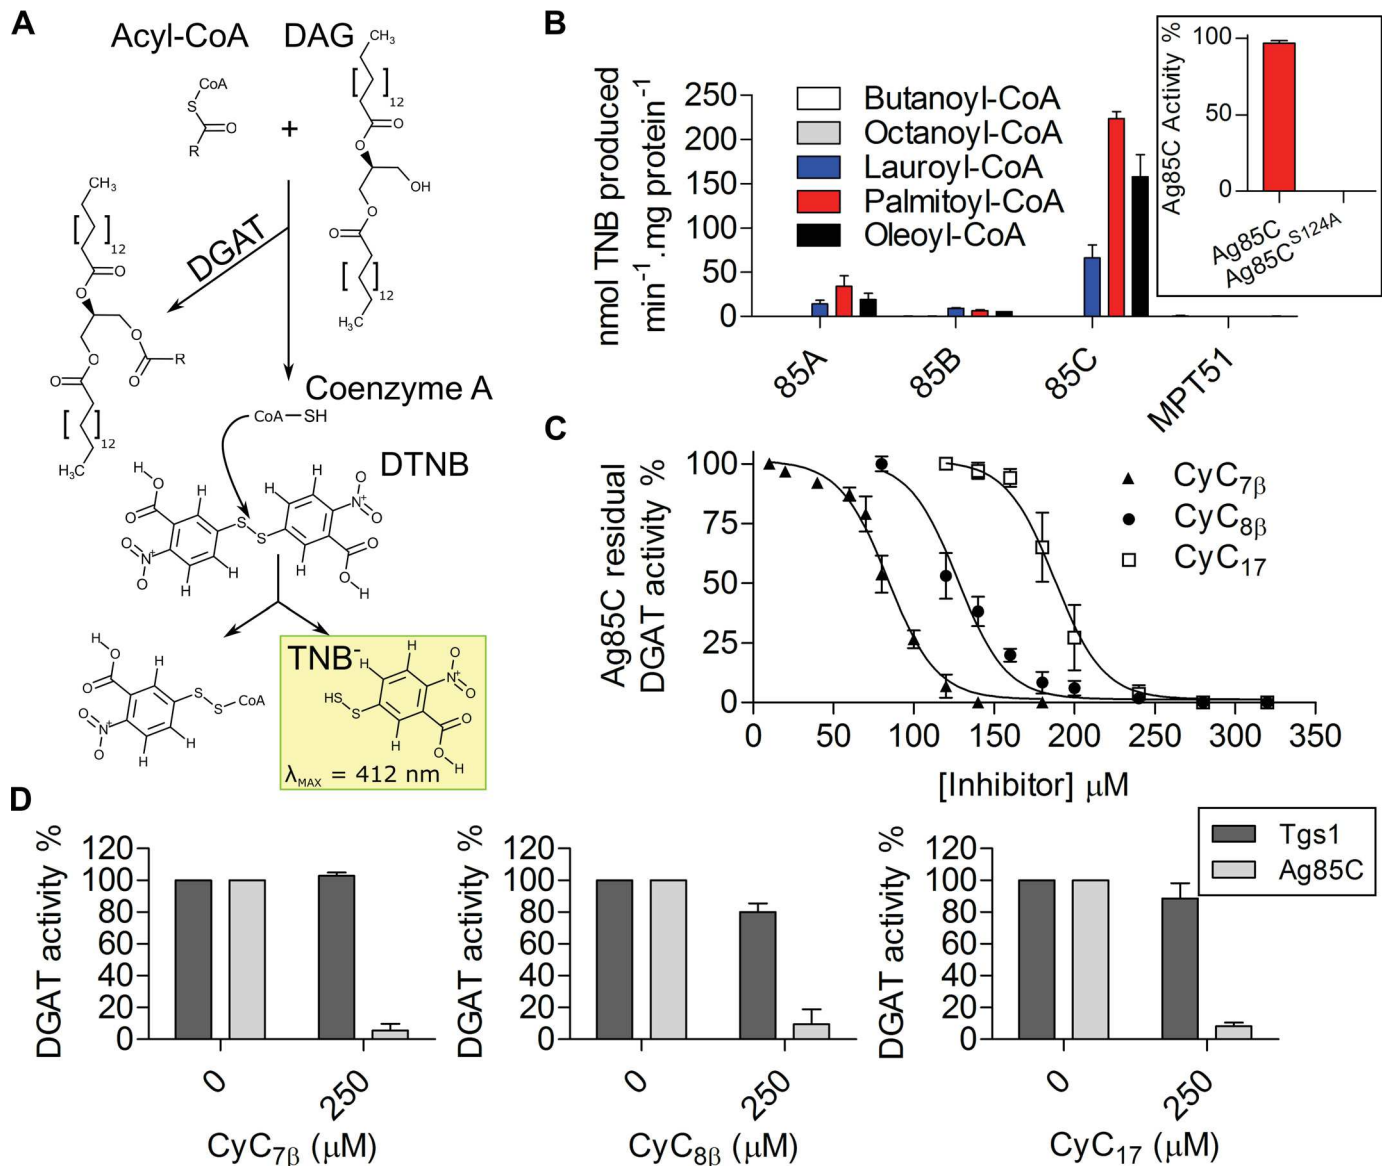 A
Acyl-CoA DAG
CoA
S
O
R
+
CH₃
[ ]₁₂
O
O
OH
O
O
[ ]₁₂
H₃C
DGAT
CH₃
[ ]₁₂
O
O
O
O
O
R
O
[ ]₁₂
H₃C
Coenzyme A
CoA—SH
DTNB
H
O
O
H
H
O
N⁺
O⁻
S
S
H
H
O
N⁺
O⁻
H
H
O
O
H
H
O
O
H
S
S—CoA
O⁻
N⁺
O
H
H
TNB⁻
H
H
O
N⁺
O⁻
HS
S
H
O
O
H
λMAX = 412 nm
B
nmol TNB produced
min⁻¹.mg protein⁻¹
250
200
150
100
50
0
Butanoyl-CoA
Octanoyl-CoA
Lauroyl-CoA
Palmitoyl-CoA
Oleoyl-CoA
85A
85B
85C
MPT51
Ag85C Activity %
100
50
0
Ag85C
Ag85C^S124A
C
Ag85C residual
DGAT activity %
100
75
50
25
0
0 50 100 150 200 250 300 350
[Inhibitor] μM
CyC₇β
CyC₈β
CyC₁₇
D
DGAT activity %
120
100
80
60
40
20
0
0
250
CyC₇β (μM)
DGAT activity %
120
100
80
60
40
20
0
0
250
CyC₈β (μM)
DGAT activity %
120
100
80
60
40
20
0
0
250
CyC₁₇ (μM)
Tgs1
Ag85C